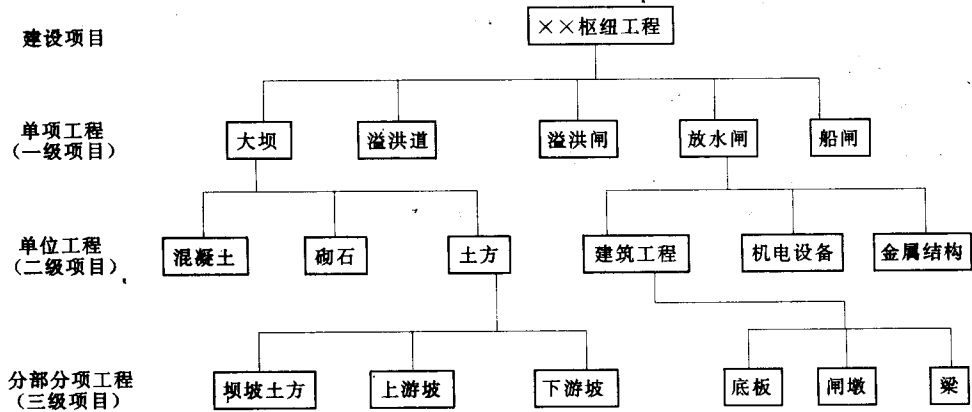 建设项目
××枢纽工程
单项工程
(一级项目)
大坝
溢洪道
溢洪闸
放水闸
船闸
单位工程
(二级项目)
混凝土
砌石
土方
建筑工程
机电设备
金属结构
分部分项工程
(三级项目)
坝坡土方
上游坡
下游坡
底板
闸墩
梁